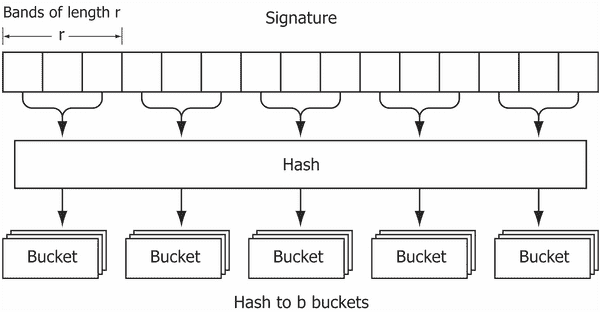 Bands of length r
Signature
r
Hash
Bucket
Bucket
Bucket
Bucket
Bucket
Hash to b buckets